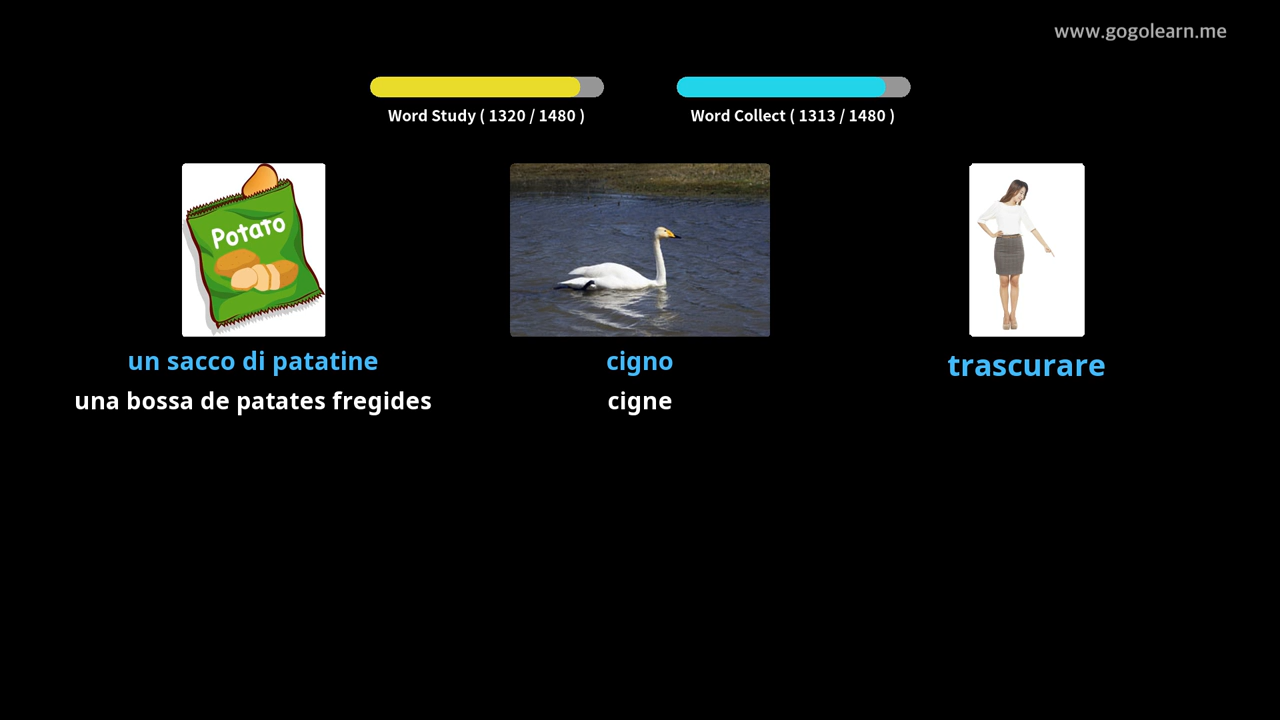 www.gogolearn.me
Word Study ( 1320 / 1480 )
Word Collect ( 1313 / 1480 )
Potato
un sacco di patatine
una bossa de patates fregides
cigno
cigne
trascurare